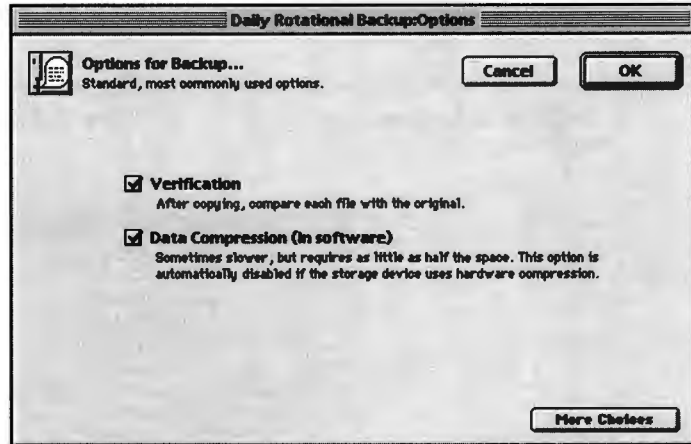 Daily Rotational Backup:Options
Options for Backup...
Standard, most commonly used options.
Cancel
OK
Verification
After copying, compare each file with the original.
Data Compression (in software)
Sometimes slower, but requires as little as half the space. This option is
automatically disabled if the storage device uses hardware compression.
More Choices